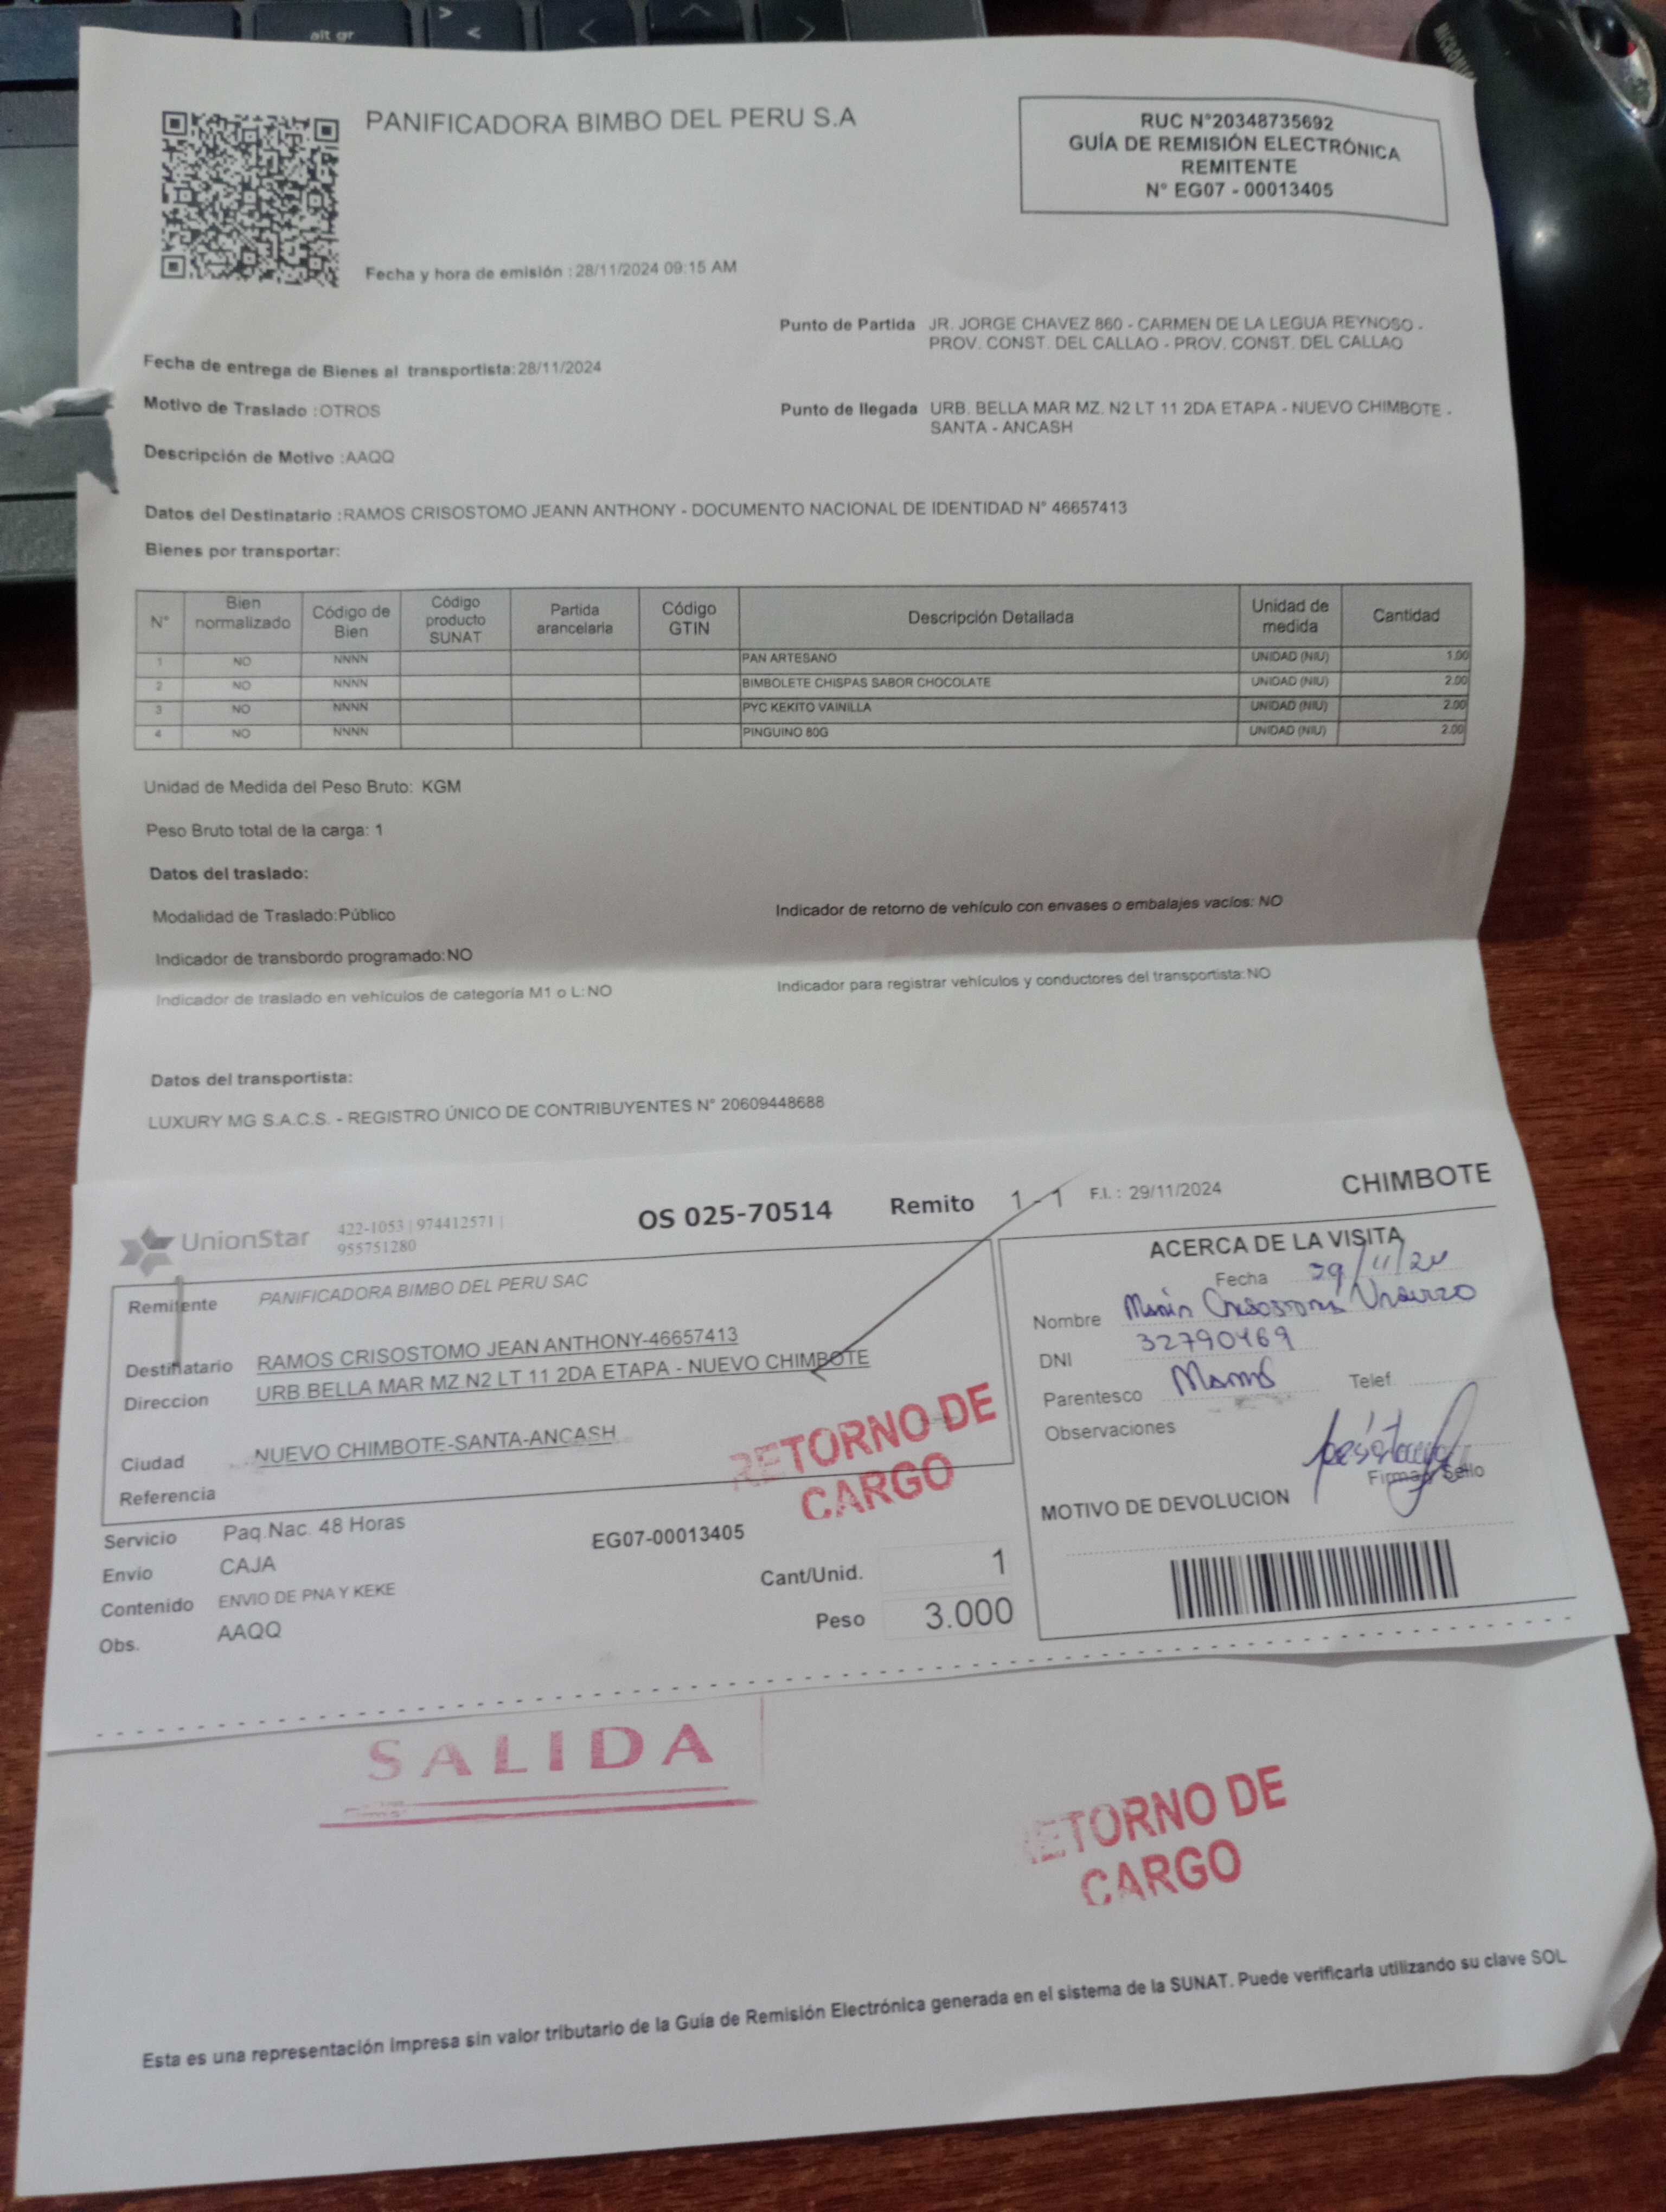 alt gr
PANIFICADORA BIMBO DEL PERU S.A
RUC N°20348735692
GUÍA DE REMISIÓN ELECTRÓNICA
REMITENTE
N° EG07 - 00013405
Fecha y hora de emisión : 28/11/2024 09:15 AM
Punto de Partida JR. JORGE CHAVEZ 860 - CARMEN DE LA LEGUA REYNOSO -
PROV. CONST. DEL CALLAO - PROV. CONST. DEL CALLAO
Fecha de entrega de Bienes al transportista:28/11/2024
Motivo de Traslado :OTROS
Punto de llegada URB. BELLA MAR MZ. N2 LT 11 2DA ETAPA - NUEVO CHIMBOTE -
SANTA - ANCASH
Descripción de Motivo :AAQQ
Datos del Destinatario :RAMOS CRISOSTOMO JEANN ANTHONY - DOCUMENTO NACIONAL DE IDENTIDAD N° 46657413
Bienes por transportar:
N° Bien normalizado Código de Bien Código producto SUNAT Partida arancelaria Código GTIN Descripción Detallada Unidad de medida Cantidad
1 NO NNNN PAN ARTESANO UNIDAD (NIU) 1.00
2 NO NNNN BIMBOLETE CHISPAS SABOR CHOCOLATE UNIDAD (NIU) 2.00
3 NO NNNN PYC KEKITO VAINILLA UNIDAD (NIU) 2.00
4 NO NNNN PINGUINO 80G UNIDAD (NIU) 2.00
Unidad de Medida del Peso Bruto: KGM
Peso Bruto total de la carga: 1
Datos del traslado:
Modalidad de Traslado:Público
Indicador de retorno de vehículo con envases o embalajes vacíos: NO
Indicador de transbordo programado:NO
Indicador de traslado en vehículos de categoría M1 o L:NO
Indicador para registrar vehículos y conductores del transportista:NO
Datos del transportista:
LUXURY MG S.A.C.S. - REGISTRO ÚNICO DE CONTRIBUYENTES N° 20609448688
UnionStar
422-1053 | 974412571 |
955751280
OS 025-70514 Remito 1 - 1 F.I. : 29/11/2024 CHIMBOTE
Remitente PANIFICADORA BIMBO DEL PERU SAC
Destinatario RAMOS CRISOSTOMO JEAN ANTHONY-46657413
Direccion URB.BELLA MAR MZ.N2 LT 11 2DA ETAPA - NUEVO CHIMBOTE
Ciudad NUEVO CHIMBOTE-SANTA-ANCASH
Referencia
RETORNO DE
CARGO
Servicio Paq.Nac. 48 Horas
Envio CAJA
EG07-00013405
Contenido ENVIO DE PNA Y KEKE
Obs. AAQQ
Cant/Unid. 1
Peso 3.000
ACERCA DE LA VISITA
Fecha 29/11/24
Nombre
DNI 32790469
Parentesco Mamá
Telef.
Observaciones
Firma y Sello
MOTIVO DE DEVOLUCION
SALIDA
RETORNO DE
CARGO
Esta es una representación impresa sin valor tributario de la Guía de Remisión Electrónica generada en el sistema de la SUNAT. Puede verificarla utilizando su clave SOL